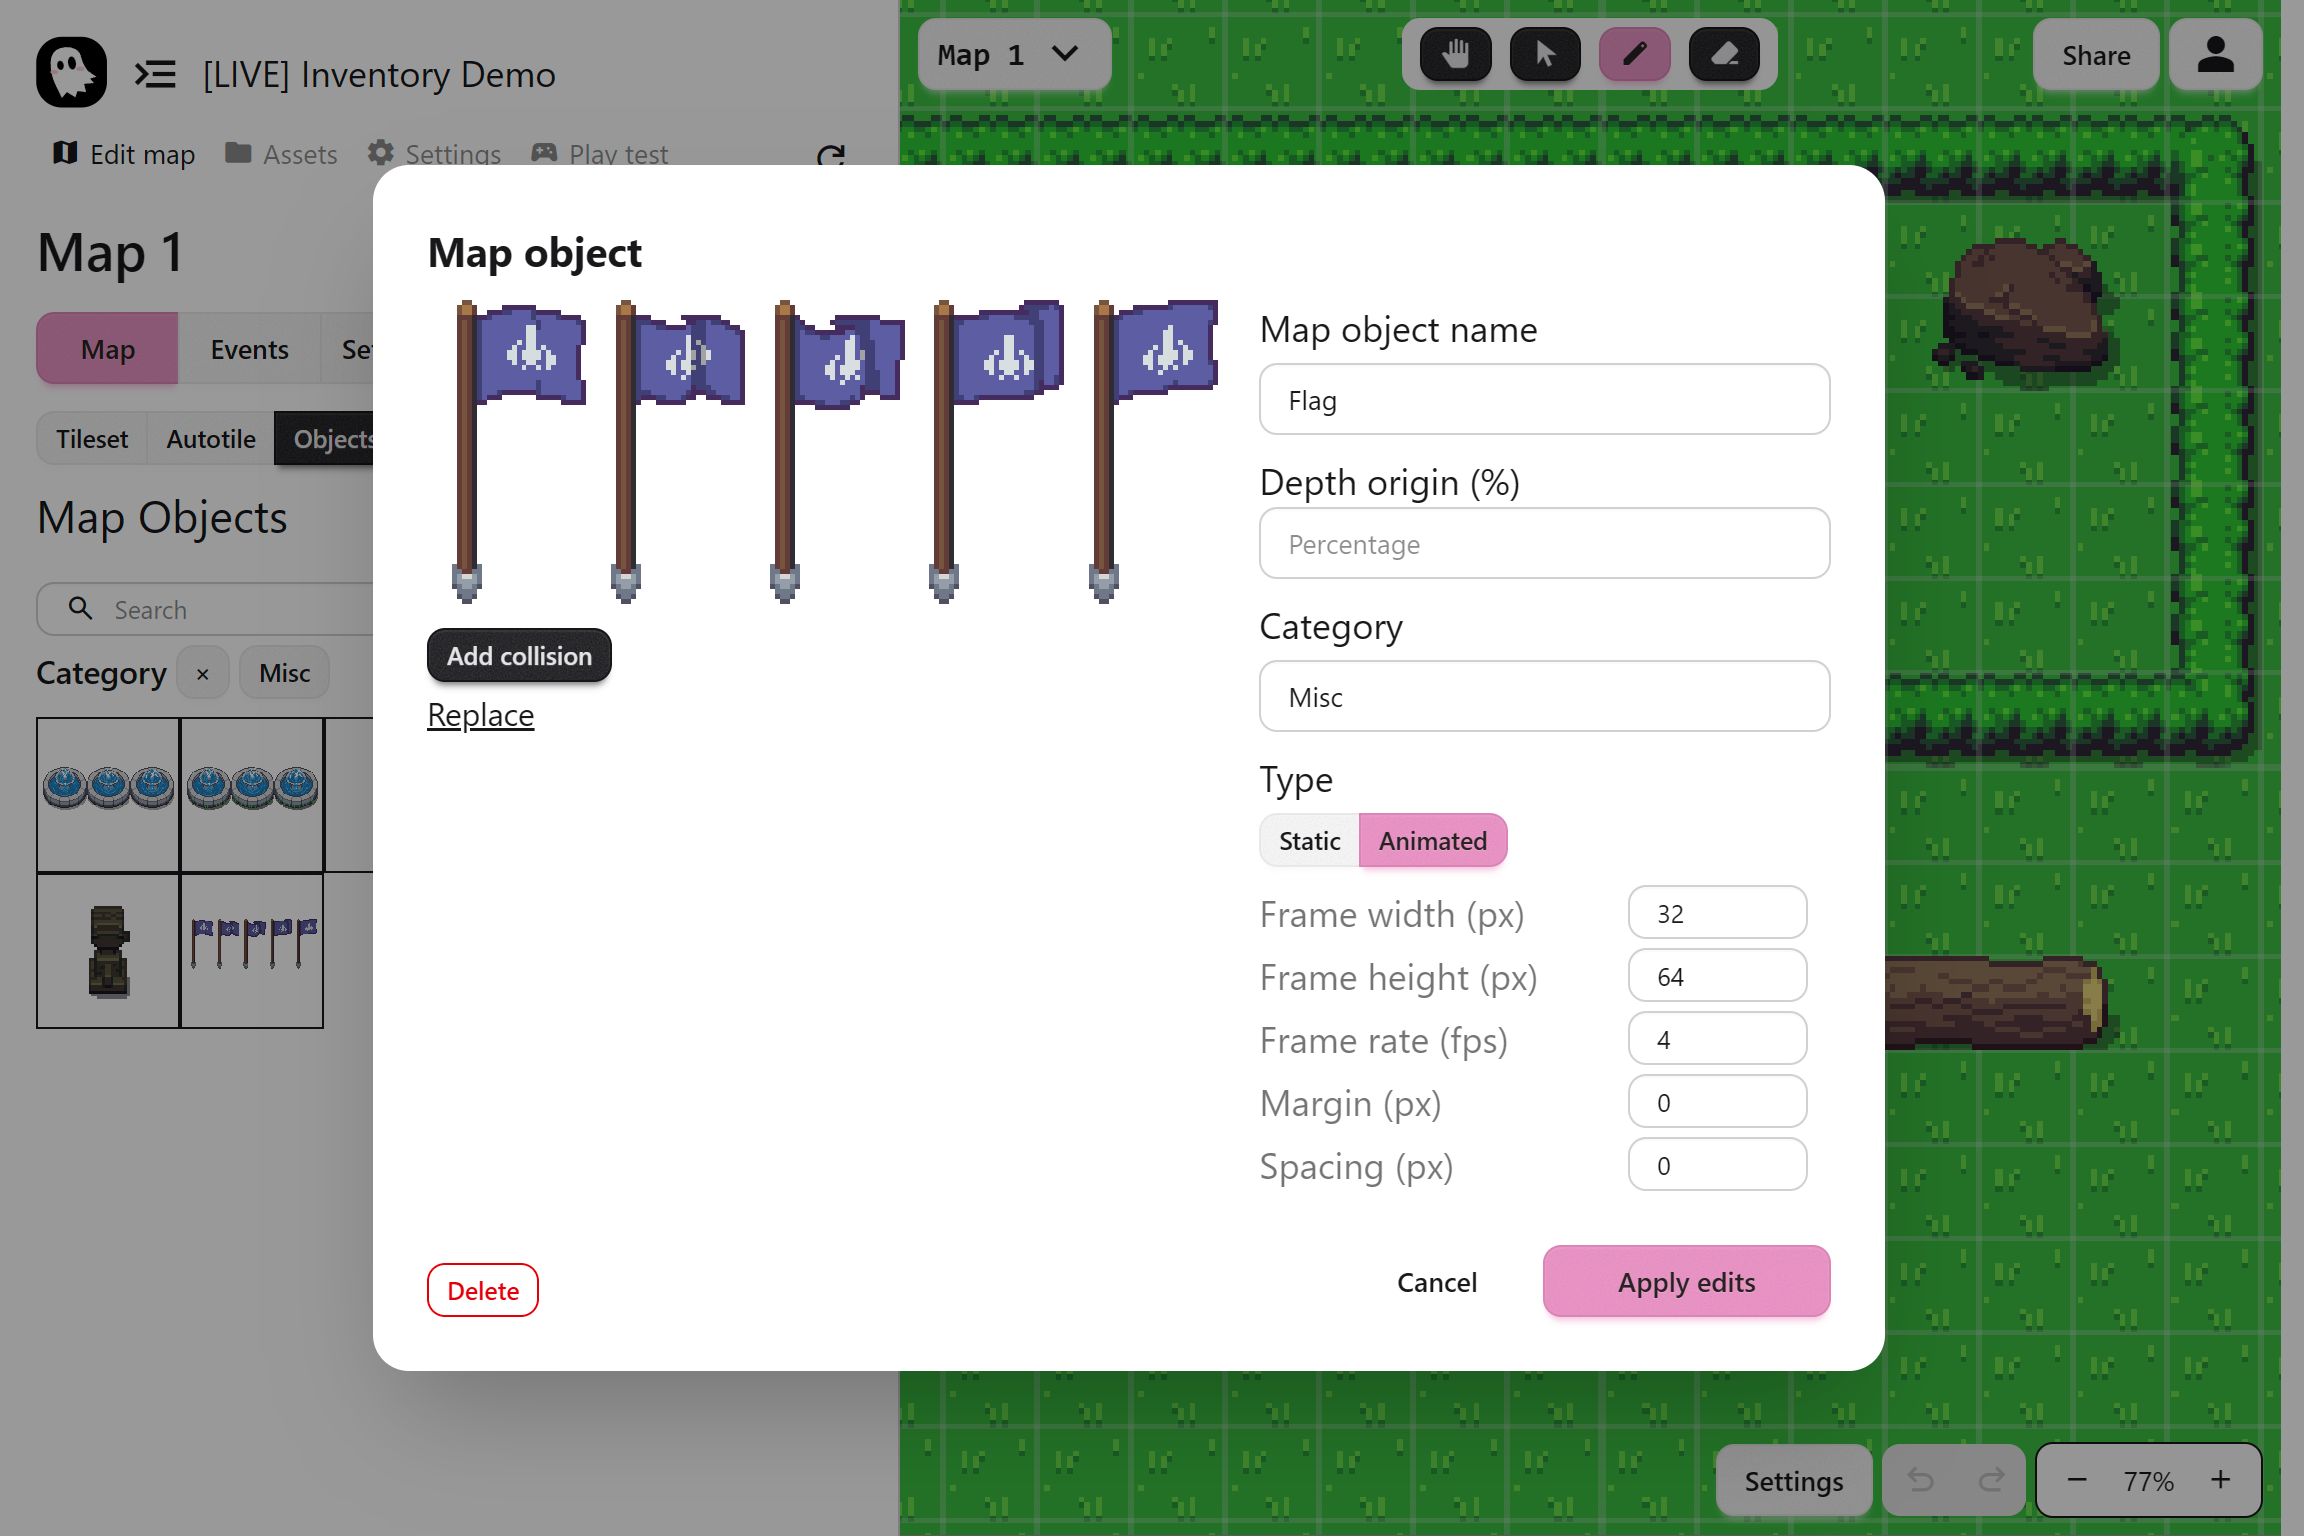 [LIVE] Inventory Demo
Map 1
Share
Edit map
Assets
Settings
Play test
Map 1
Map
Events
Tileset
Autotile
Objects
Map Objects
Search
Category
×
Misc
Map object
Add collision
Replace
Map object name
Flag
Depth origin (%)
Percentage
Category
Misc
Type
Static
Animated
Frame width (px)
32
Frame height (px)
64
Frame rate (fps)
4
Margin (px)
0
Spacing (px)
0
Delete
Cancel
Apply edits
Settings
77%